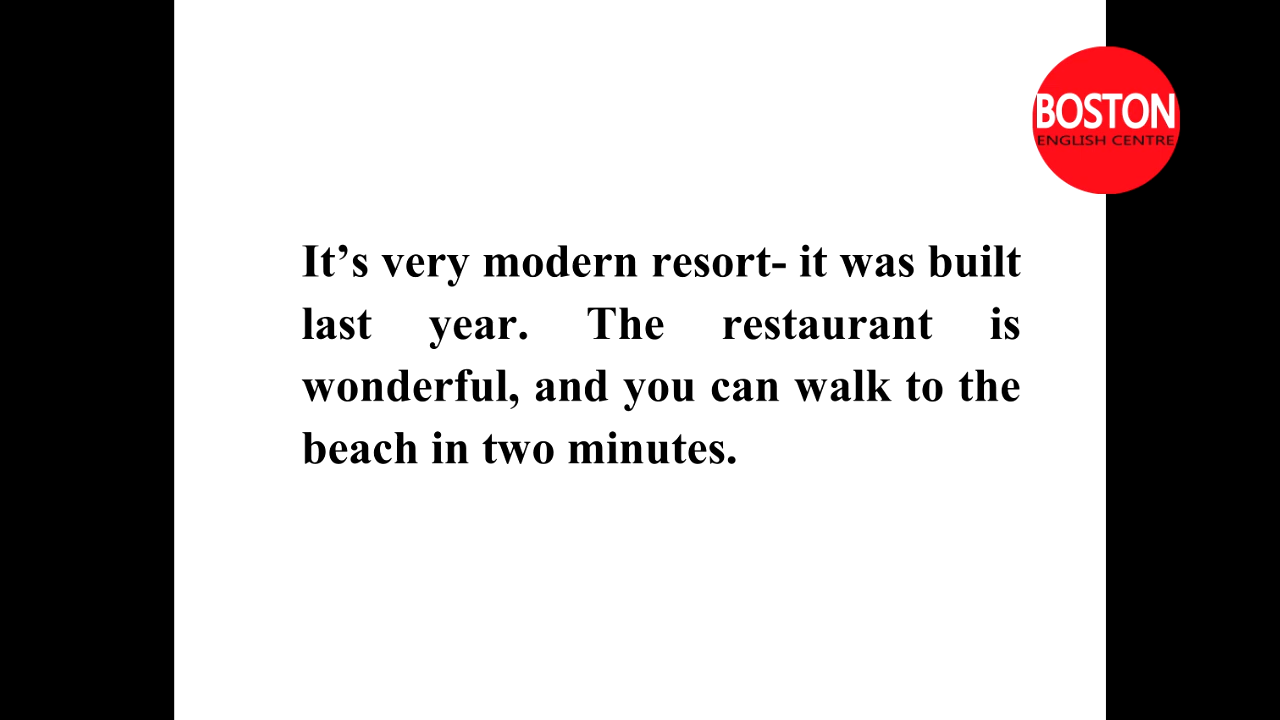 BOSTON
ENGLISH CENTRE
It’s very modern resort- it was built
last year. The restaurant is
wonderful, and you can walk to the
beach in two minutes.